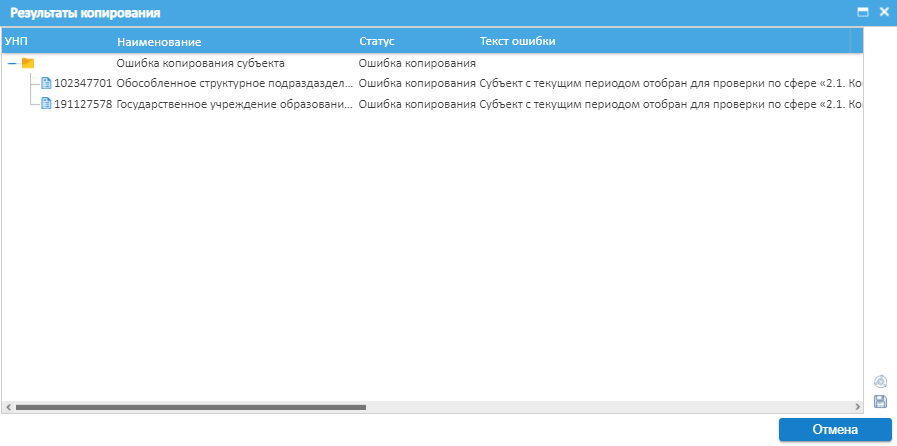 Результаты копирования
УНП Наименование Статус Текст ошибки
Ошибка копирования субъекта Ошибка копирования
102347701 Обособленное структурное подраздаздел... Ошибка копирования Субъект с текущим периодом отобран для проверки по сфере «2.1. Ко
191127578 Государственное учреждение образовани... Ошибка копирования Субъект с текущим периодом отобран для проверки по сфере «2.1. Ко
Отмена